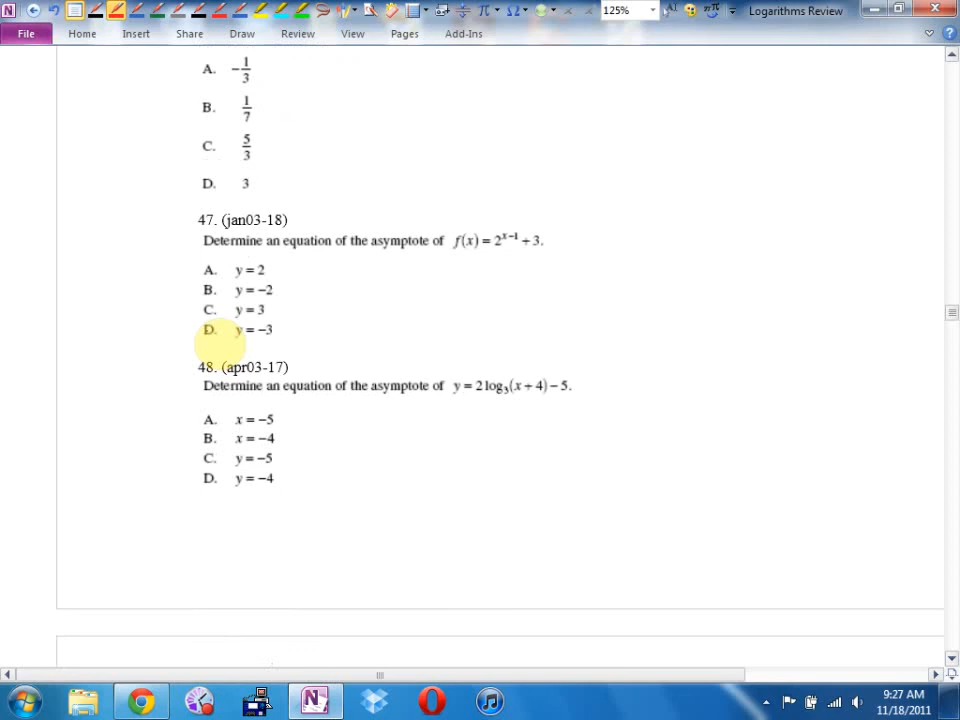 125%
Logarithms Review
File Home Insert Share Draw Review View Pages Add-Ins
A. -1/3
B. 1/7
C. 5/3
D. 3
47. (jan03-18)
Determine an equation of the asymptote of f(x) = 2^(x-1) + 3.
A. y = 2
B. y = -2
C. y = 3
D. y = -3
48. (apr03-17)
Determine an equation of the asymptote of y = 2 log₃(x + 4) - 5.
A. x = -5
B. x = -4
C. y = -5
D. y = -4
9:27 AM
11/18/2011